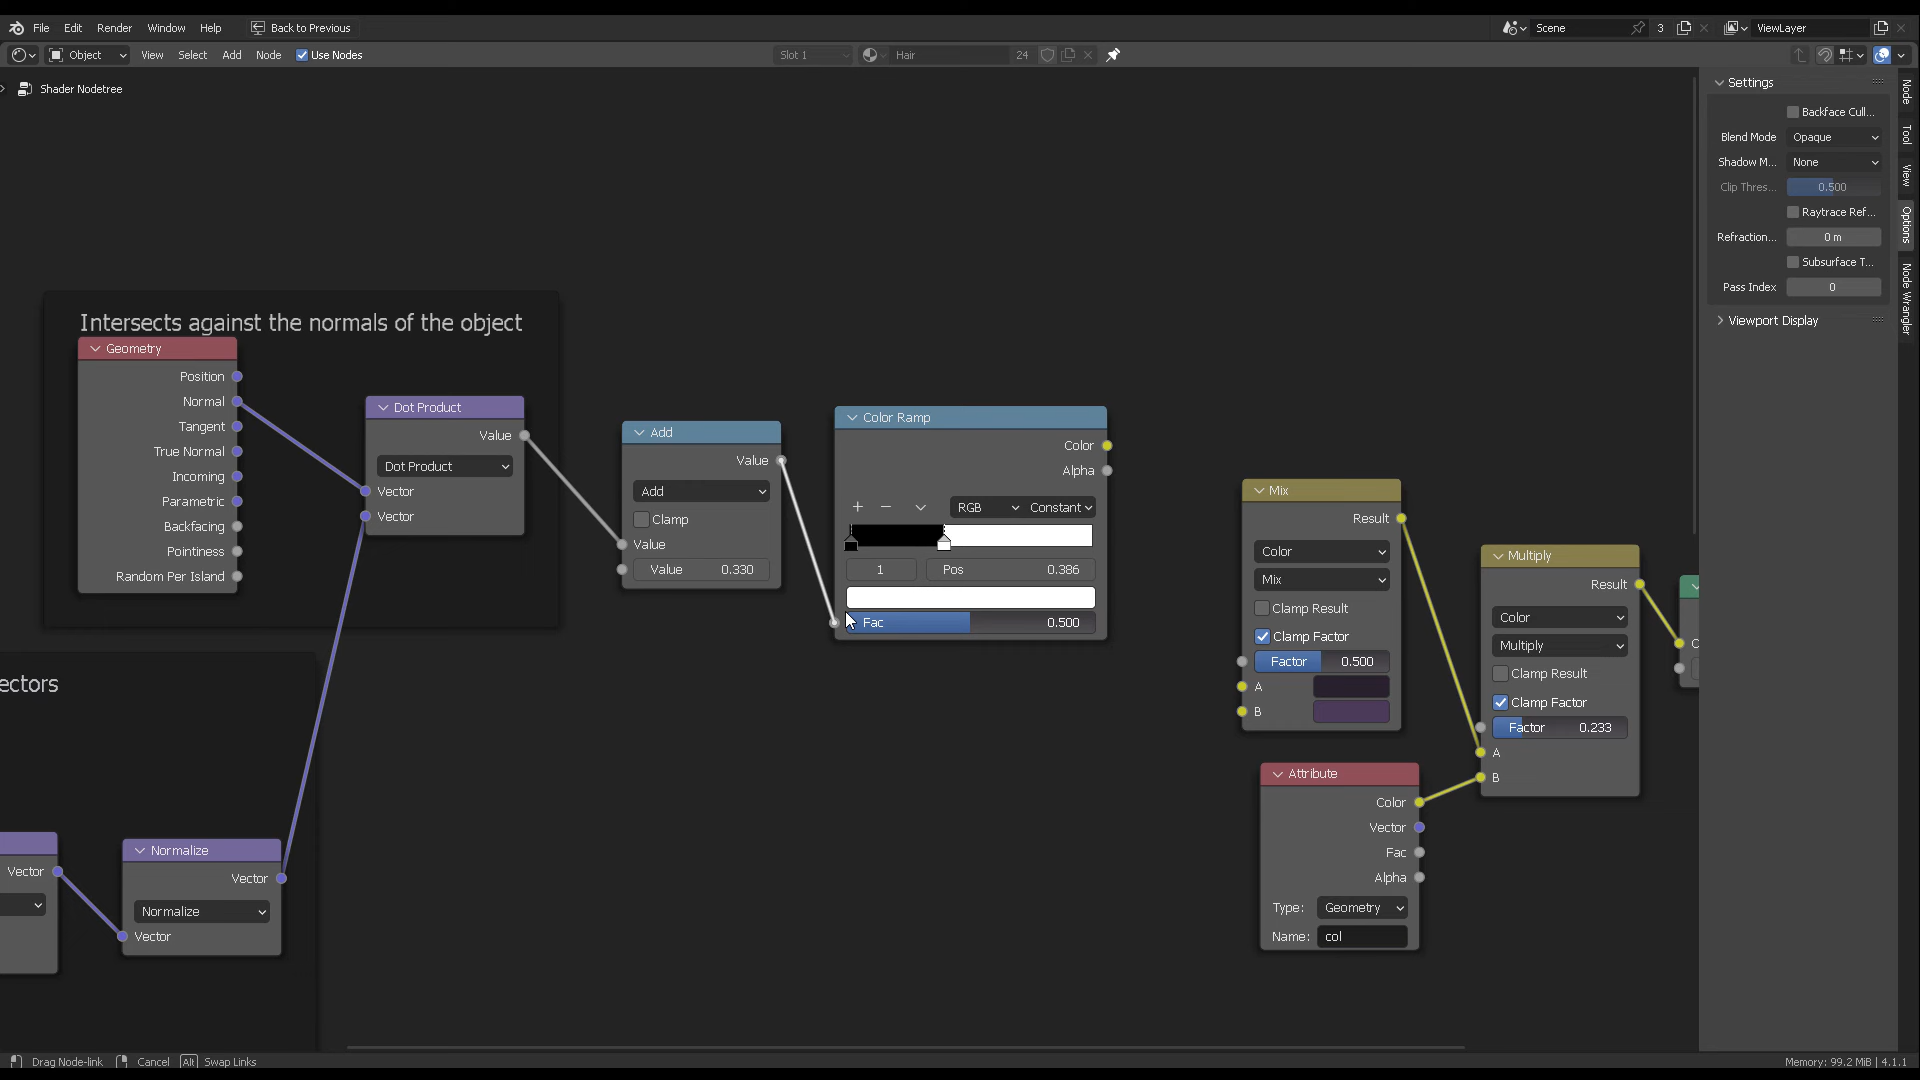 File Edit Render Window Help Back to Previous Scene 3 ViewLayer
Object View Select Add Node Use Nodes Slot 1 Hair 24
Shader Nodetree
Settings
Backface Cull...
Blend Mode Opaque
Shadow M... None
Clip Thres... 0.500
Raytrace Ref...
Refraction... 0 m
Subsurface T...
Pass Index 0
Viewport Display
Node
Tool
View
Options
Node Wrangler
Intersects against the normals of the object
Geometry
Position
Normal
Tangent
True Normal
Incoming
Parametric
Backfacing
Pointiness
Random Per Island
Dot Product
Value
Dot Product
Vector
Vector
Add
Value
Add
Clamp
Value
Value 0.330
Color Ramp
Color
Alpha
RGB Constant
1 Pos 0.386
Fac 0.500
Mix
Result
Color
Mix
Clamp Result
Clamp Factor
Factor 0.500
A
B
Multiply
Result
Color
Multiply
Clamp Result
Clamp Factor
Factor 0.233
A
B
Attribute
Color
Vector
Fac
Alpha
Type: Geometry
Name: col
ectors
Vector
Normalize
Vector
Normalize
Vector
Drag Node-link Cancel Alt Swap Links Memory: 99.2 MiB | 4.1.1